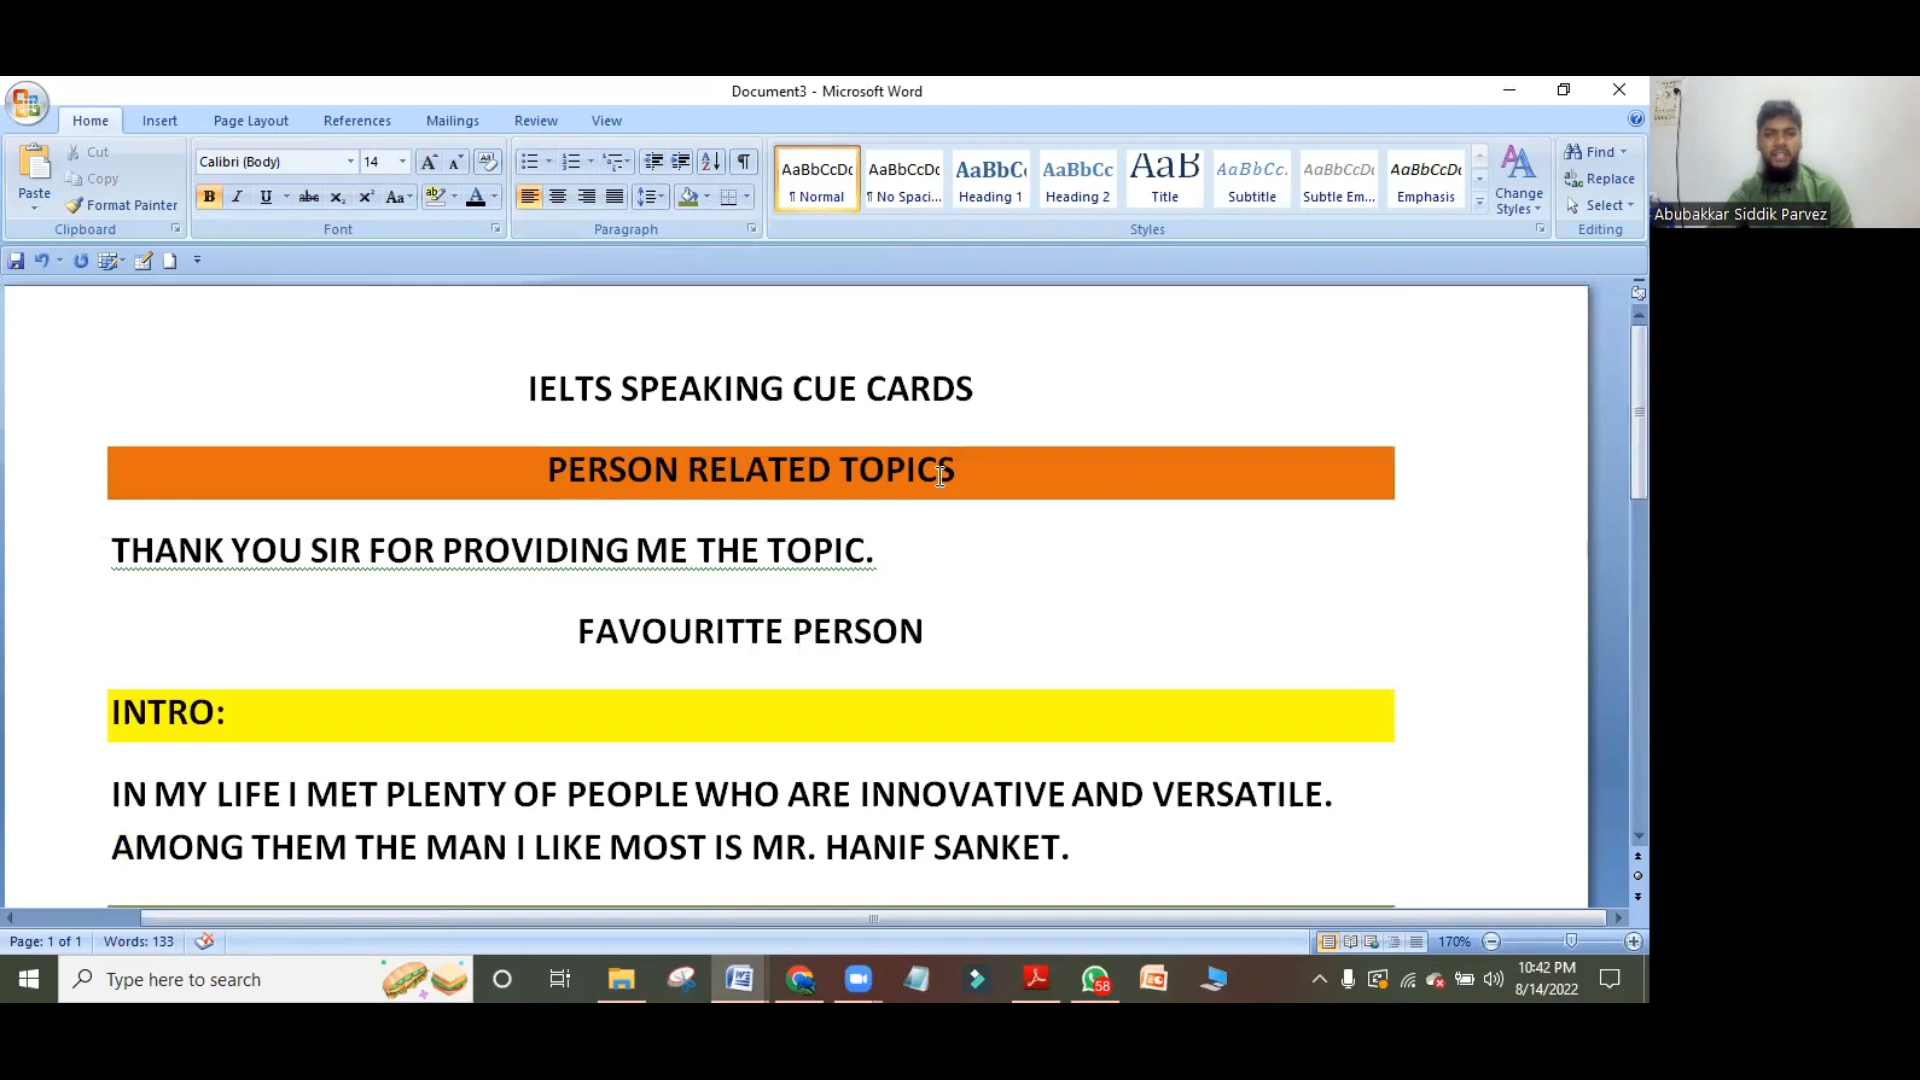 Document3 - Microsoft Word
Home Insert Page Layout References Mailings Review View
Paste
Cut
Copy
Format Painter
Clipboard
Calibri (Body) 14
Font
Paragraph
AaBbCcDc AaBbCcDc AaBbC AaBbCc AaB AaBbCc. AaBbCcDc AaBbCcDc
¶ Normal ¶ No Spaci... Heading 1 Heading 2 Title Subtitle Subtle Em... Emphasis
Change Styles
Styles
Find
Replace
Select
Editing
Abubakkar Siddik Parvez
IELTS SPEAKING CUE CARDS
PERSON RELATED TOPICS
THANK YOU SIR FOR PROVIDING ME THE TOPIC.
FAVOURITTE PERSON
INTRO:
IN MY LIFE I MET PLENTY OF PEOPLE WHO ARE INNOVATIVE AND VERSATILE.
AMONG THEM THE MAN I LIKE MOST IS MR. HANIF SANKET.
Page: 1 of 1 Words: 133 170%
Type here to search
58
10:42 PM
8/14/2022